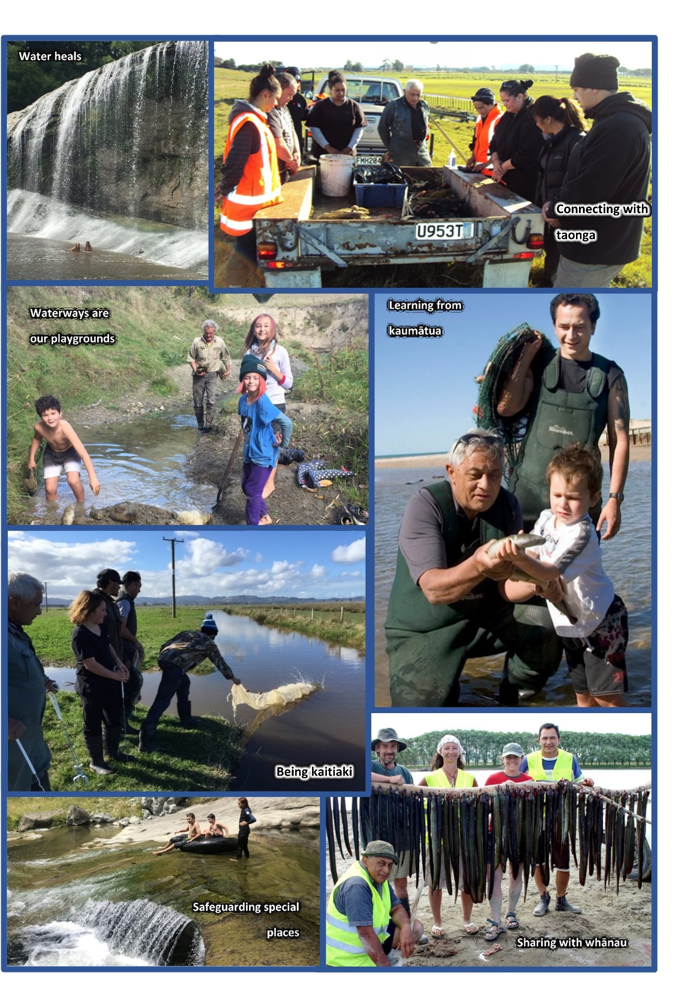 Water heals
FMH204
U953T
Connecting with
taonga
Waterways are
our playgrounds
Learning from
kaumātua
Being kaitiaki
Safeguarding special
places
Sharing with whānau